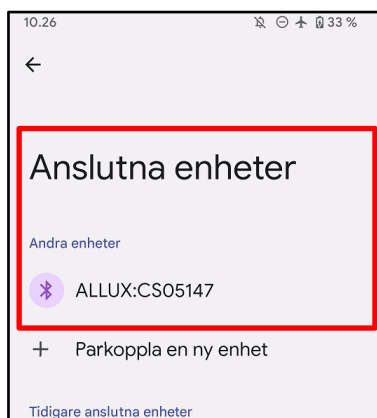 10.26 33 %
Anslutna enheter
Andra enheter
ALLUX:CS05147
Parkoppla en ny enhet
Tidigare anslutna enheter